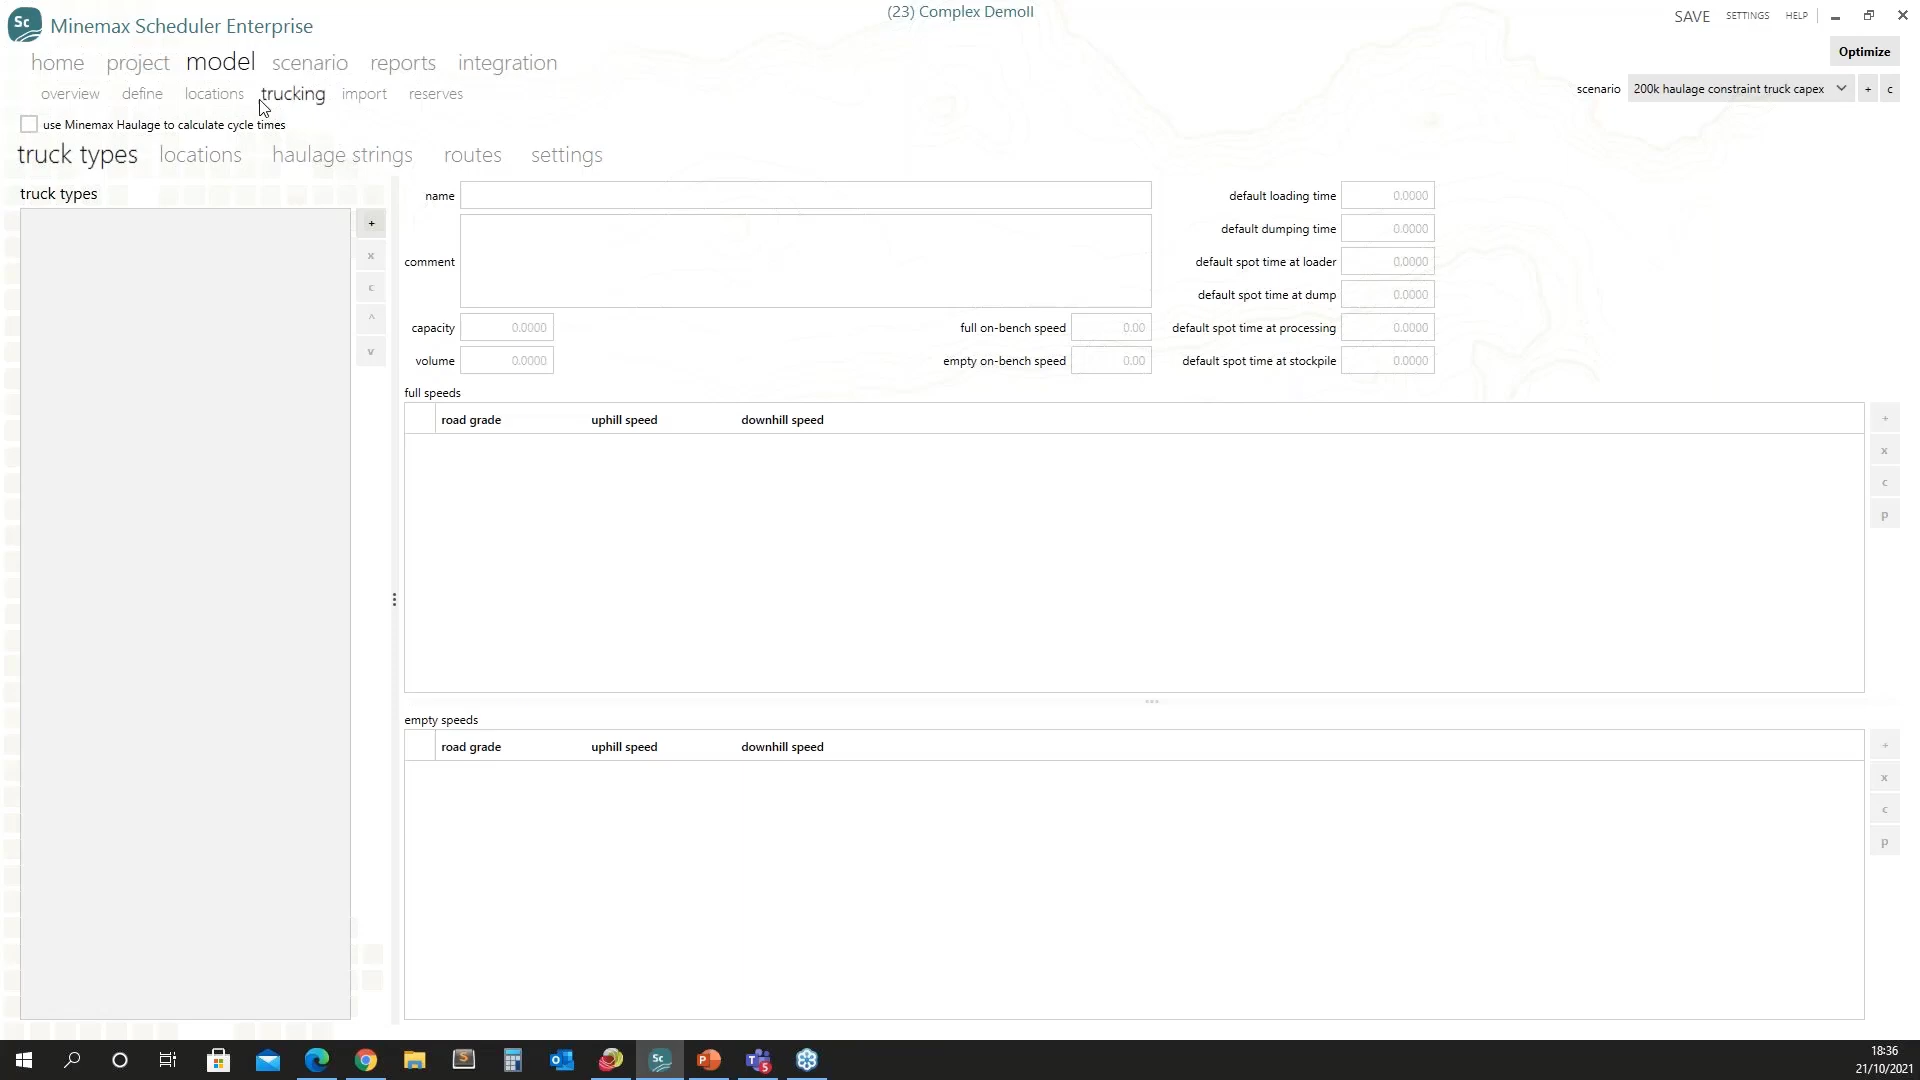 (23) Complex DemoII
SAVE SETTINGS HELP
Sc Minemax Scheduler Enterprise
Optimize
home project model scenario reports integration
overview define locations trucking import reserves
scenario 200k haulage constraint truck capex + c
use Minemax Haulage to calculate cycle times
truck types locations haulage strings routes settings
truck types
+
x
c
^
v
name
default loading time 0.0000
default dumping time 0.0000
comment
default spot time at loader 0.0000
default spot time at dump 0.0000
capacity 0.0000 full on-bench speed 0.00 default spot time at processing 0.0000
volume 0.0000 empty on-bench speed 0.00 default spot time at stockpile 0.0000
full speeds
road grade uphill speed downhill speed
+
x
c
p
empty speeds
road grade uphill speed downhill speed
+
x
c
p
18:36
21/10/2021